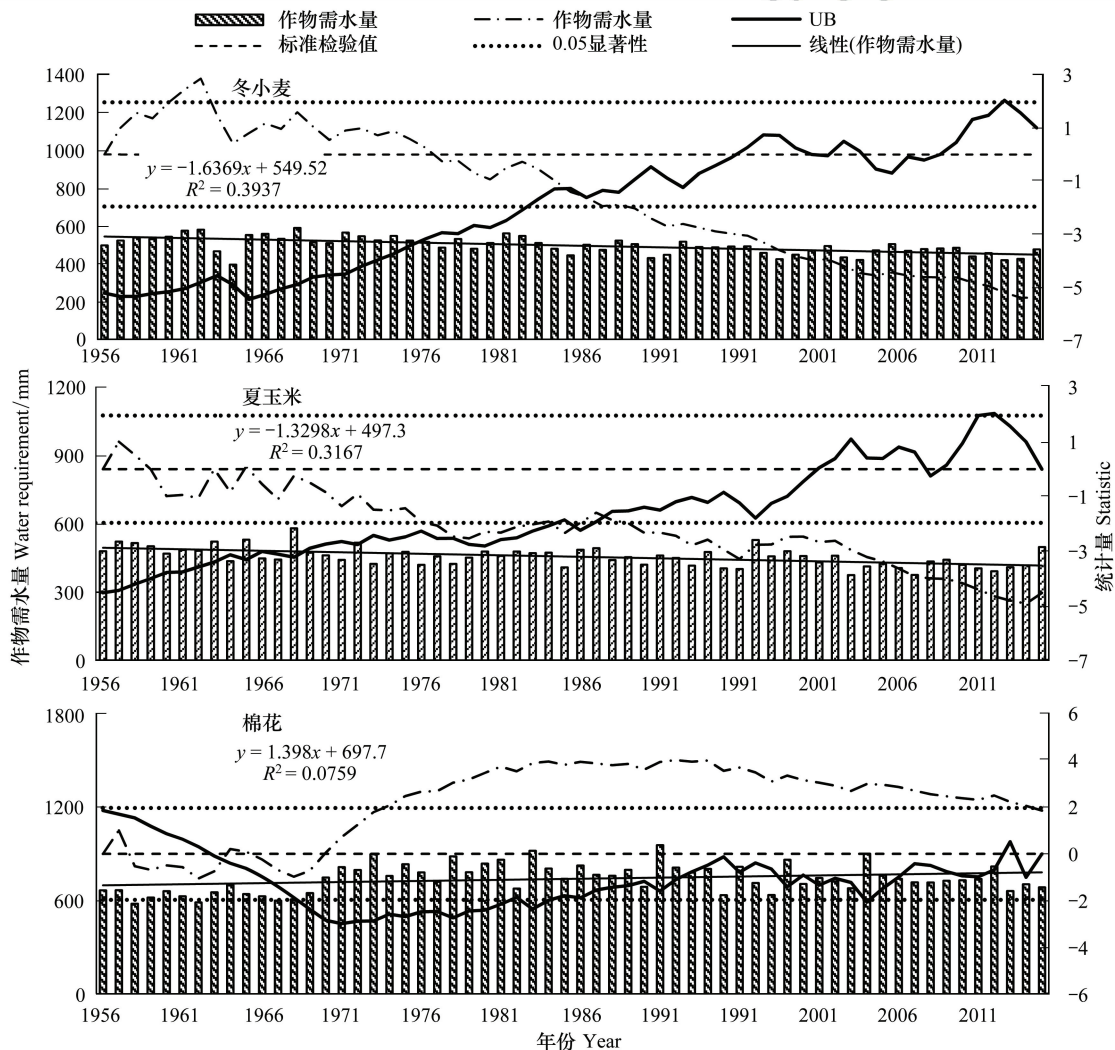 作物需水量 作物需水量 UB
标准检验值 0.05显著性 线性(作物需水量)
作物需水量 Water requirement/mm
1400 3
冬小麦
1200
1 
1000
y = −1.6369x + 549.52
−1
R² = 0.3937
800
600
−3
400
−5
200
0 −7
1956 1961 1966 1971 1976 1981 1986 1991 1991 2001 2006 2011
1200 3
夏玉米
y = −1.3298x + 497.3
1
R² = 0.3167
900
−1
600
−3
300
−5
0 −7
1956 1961 1966 1971 1976 1981 1986 1991 1991 2001 2006 2011
统计量 Statistic
1800 6
棉花
y = 1.398x + 697.7
4
R² = 0.0759
1200 2
0
600 −2
−4
0 −6
1956 1961 1966 1971 1976 1981 1986 1991 1991 2001 2006 2011
年份 Year